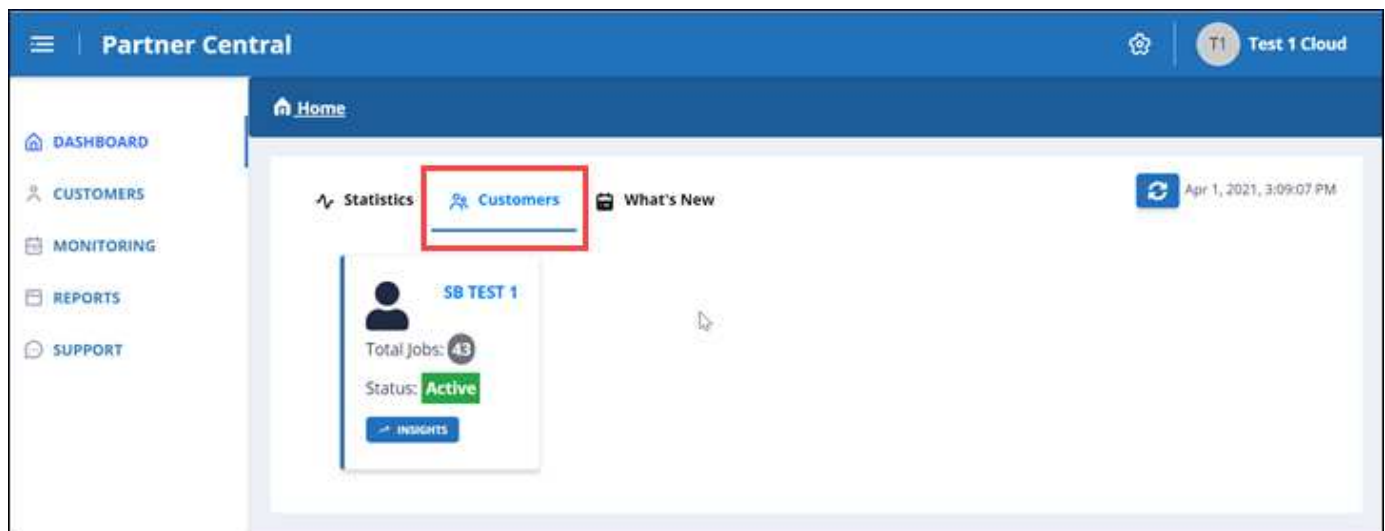 Partner Central
T1 Test 1 Cloud
Home
DASHBOARD
CUSTOMERS
MONITORING
REPORTS
SUPPORT
Statistics Customers What's New
Apr 1, 2021, 3:09:07 PM
SB TEST 1
Total Jobs: 43
Status: Active
INSIGHTS